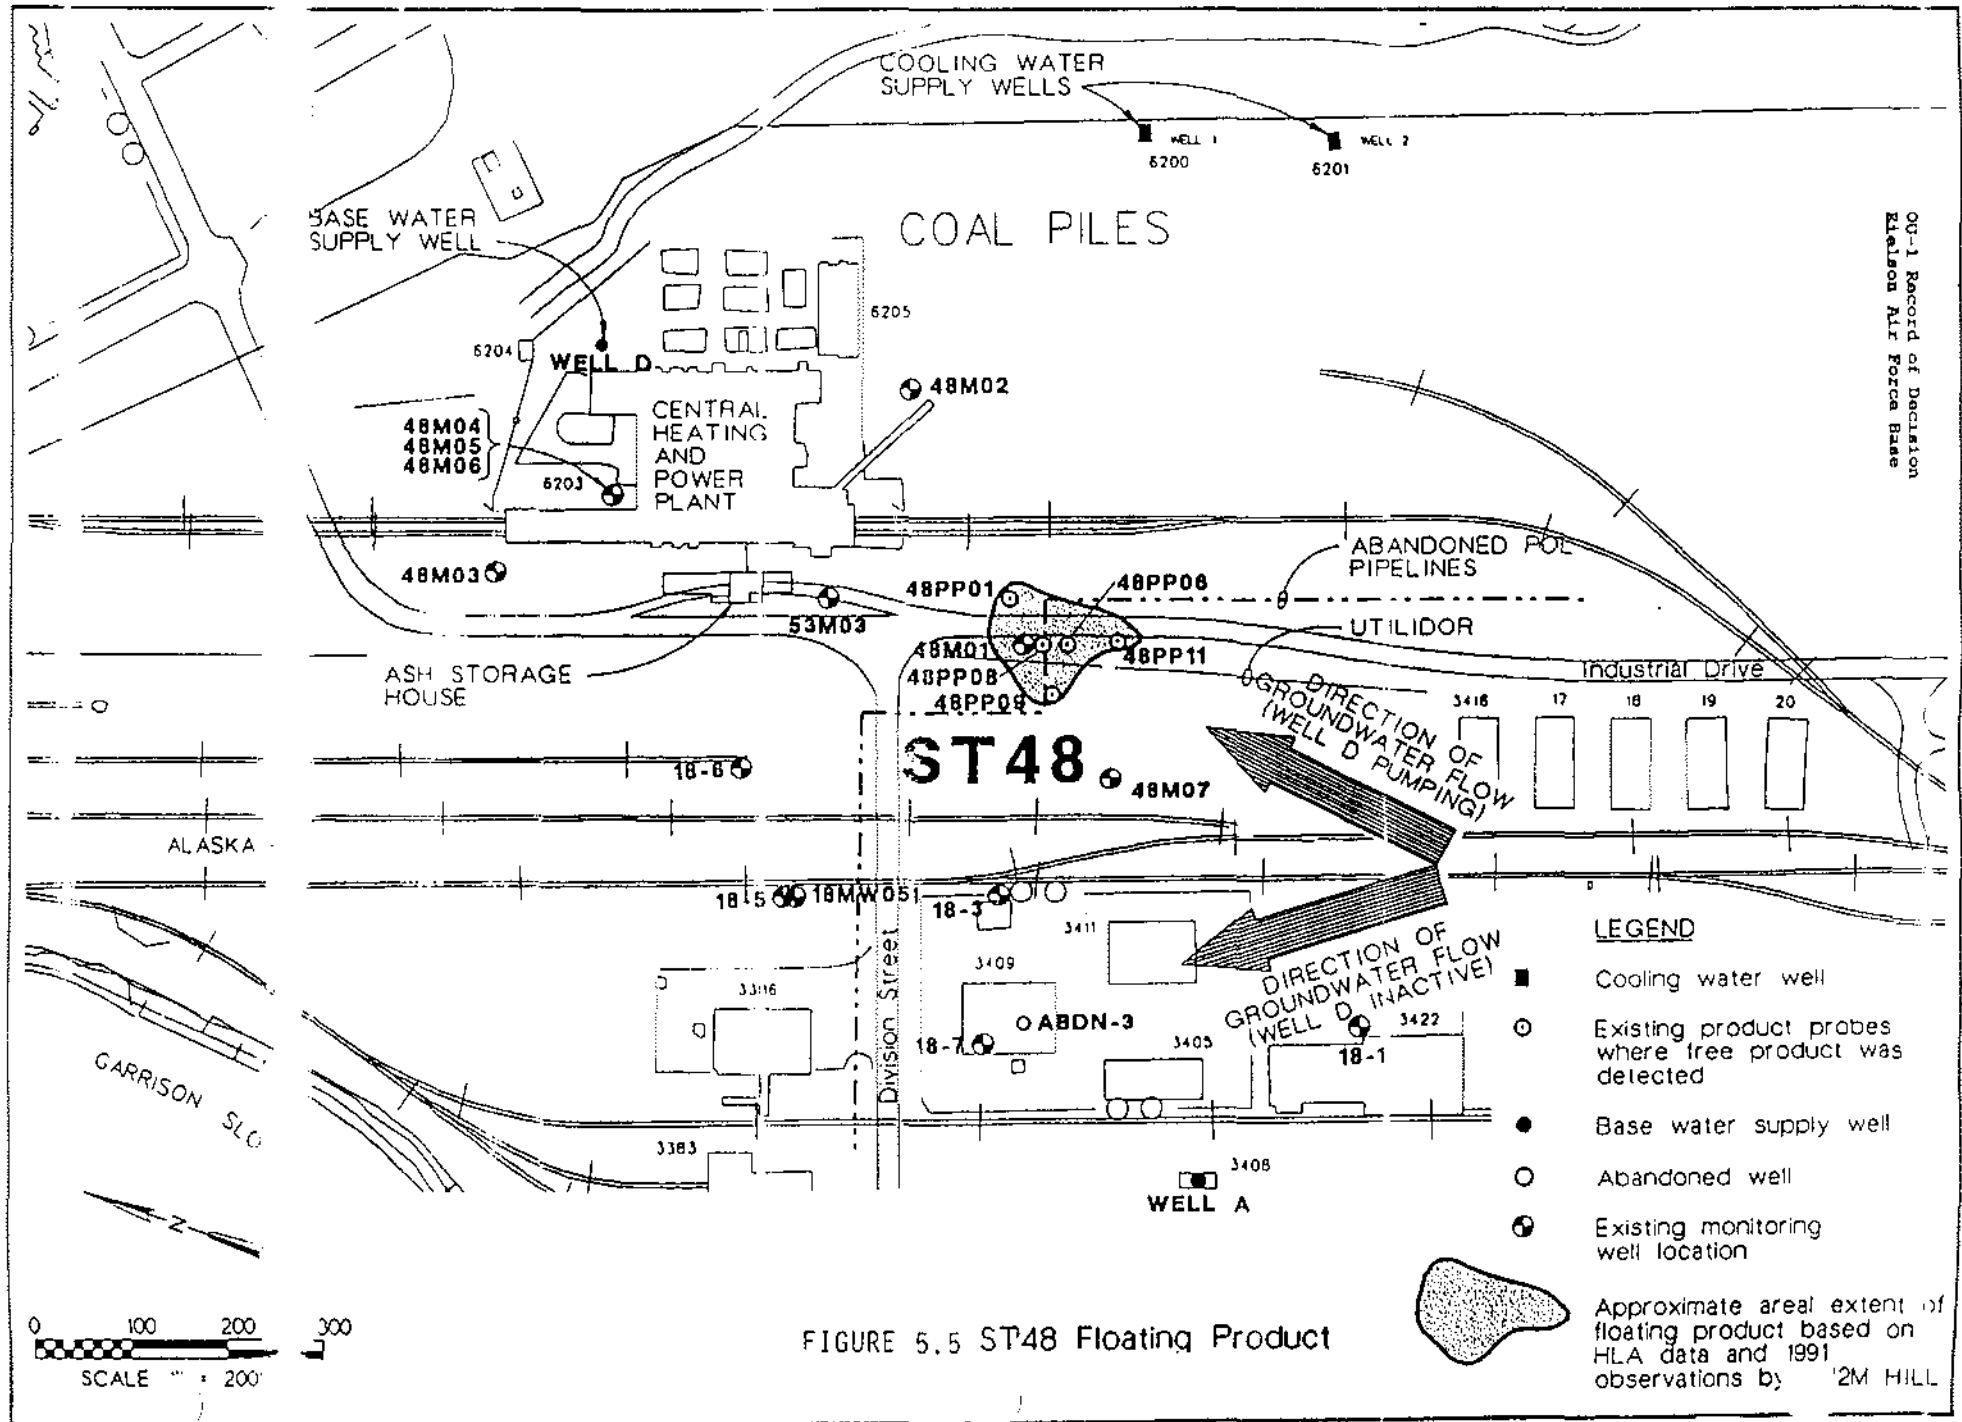 COOLING WATER
SUPPLY WELLS
WELL 1
6200
WELL 2
6201
BASE WATER
SUPPLY WELL
COAL PILES
OU-1 Record of Decision
Eielson Air Force Base
6205
6204
WELL D
48M02
CENTRAL
HEATING
AND
POWER
PLANT
48M04
48M05
48M06
6203
ABANDONED POL
PIPELINES
48M03
48PP01
48PP06
53M03
UTILIDOR
48M01
48PP11
48PP08
48PP09
ASH STORAGE
HOUSE
Industrial Drive
3416
17
18
19
20
DIRECTION OF
GROUNDWATER FLOW
(WELL D PUMPING)
ST48
18-6
48M07
ALASKA
18-5
18MW05
18-3
3411
3409
Division Street
DIRECTION OF
GROUNDWATER FLOW
(WELL D INACTIVE)
ABDN-3
18-7
3405
18-1
3422
GARRISON SLO
3383
3408
WELL A
N
LEGEND
Cooling water well
Existing product probes
where free product was
detected
Base water supply well
Abandoned well
Existing monitoring
well location
Approximate areal extent of
floating product based on
HLA data and 1991
observations by '2M HILL
0 100 200 300
SCALE " = 200'
FIGURE 5.5 ST48 Floating Product